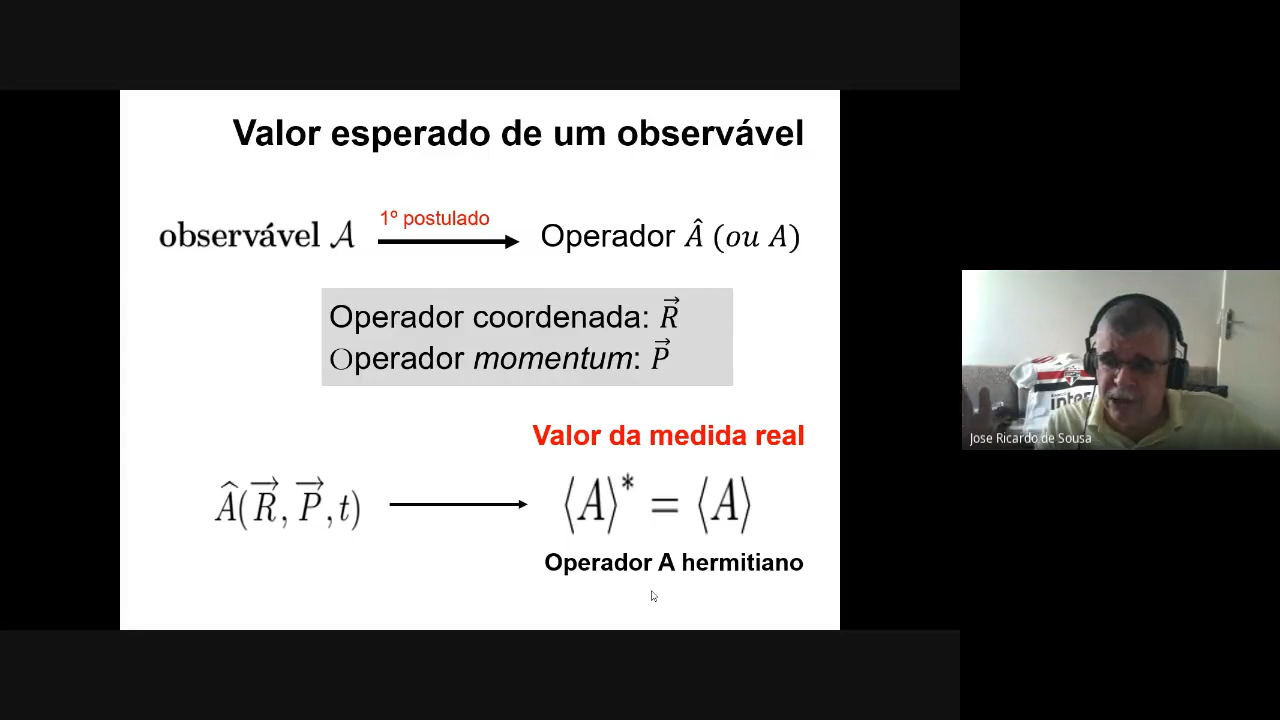 Valor esperado de um observável
observável 𝒜 1º postulado Operador Â (ou A)
Operador coordenada: R⃗
Operador momentum: P⃗
Valor da medida real
Â(R⃗, P⃗, t) ⟨A⟩* = ⟨A⟩
Operador A hermitiano
inter
Jose Ricardo de Sousa